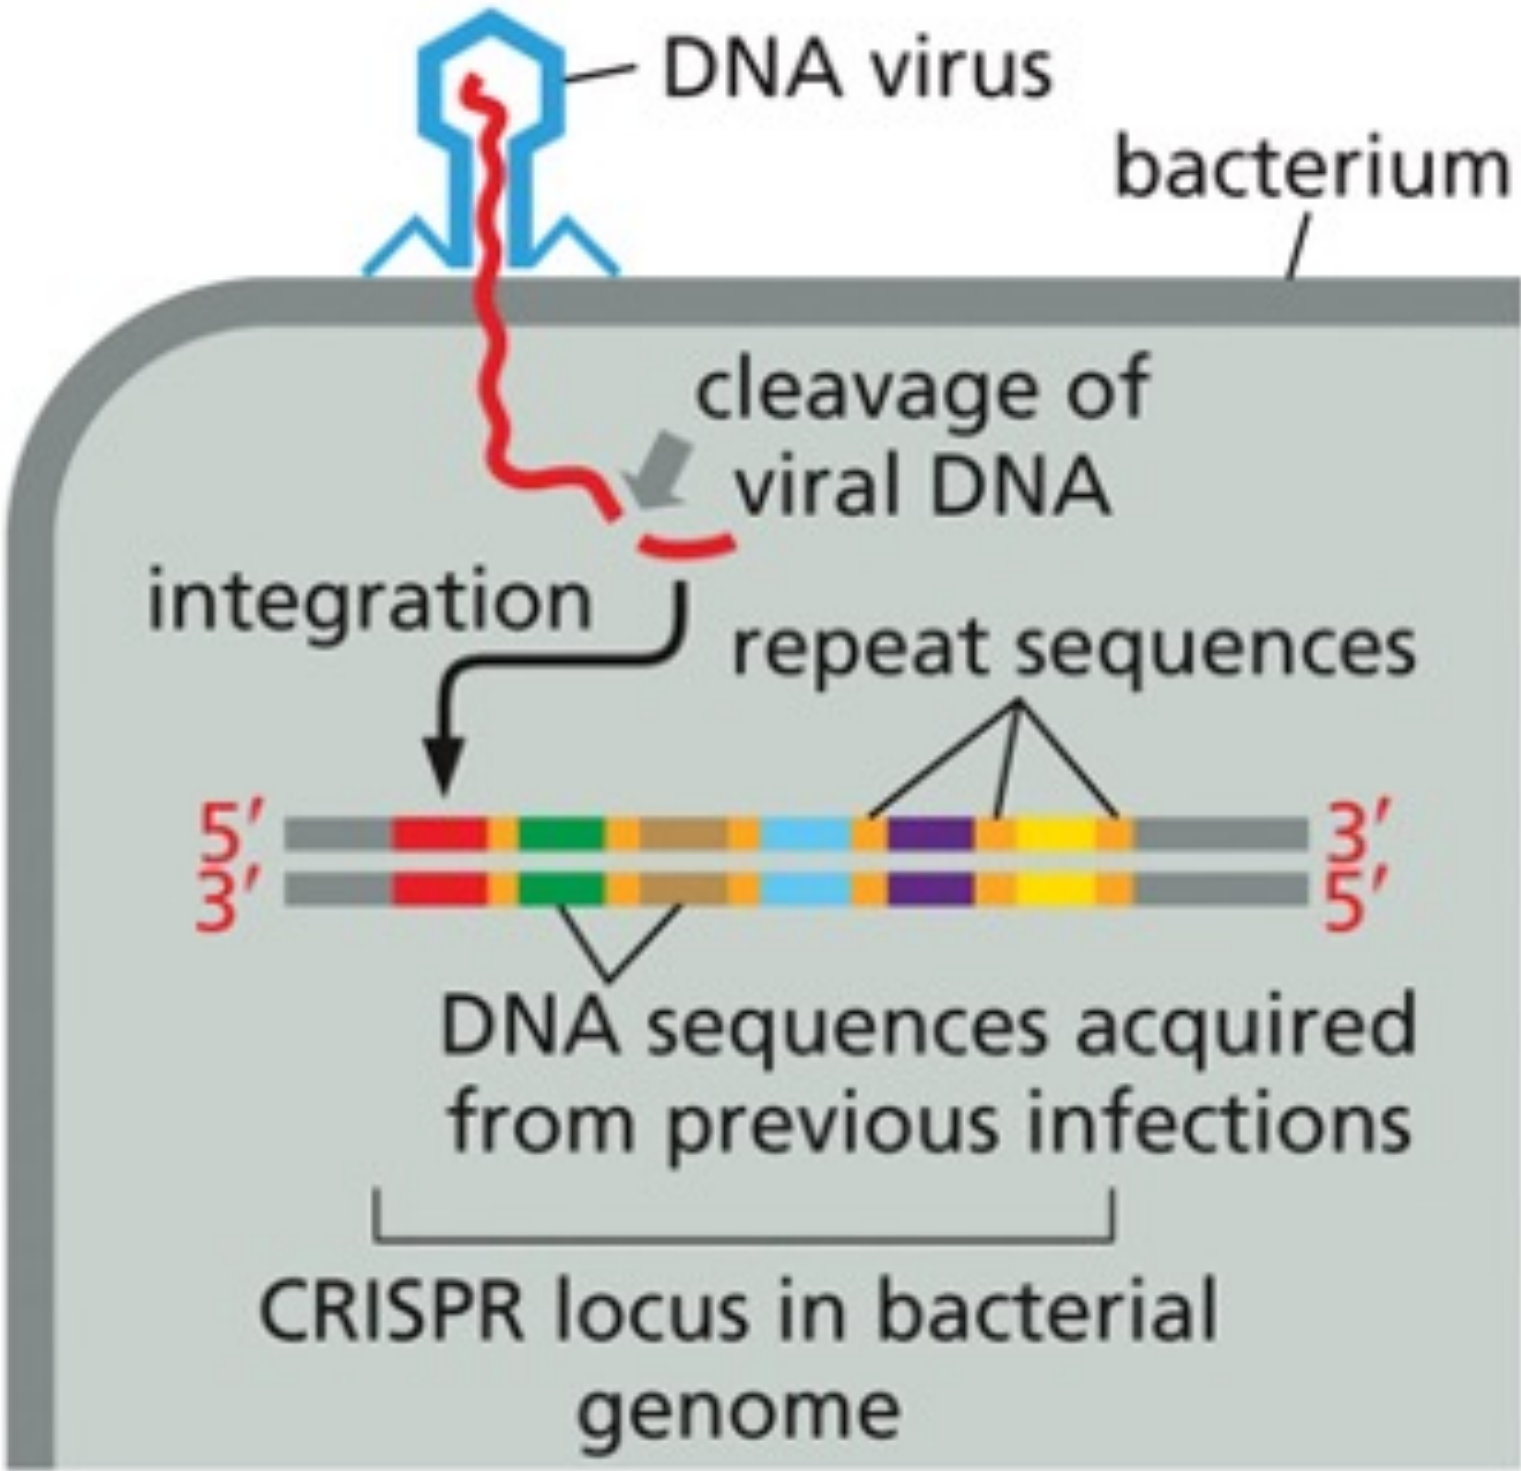 DNA virus
bacterium
cleavage of
viral DNA
integration
repeat sequences
5′ 3′
3′ 5′
DNA sequences acquired
from previous infections
CRISPR locus in bacterial
genome